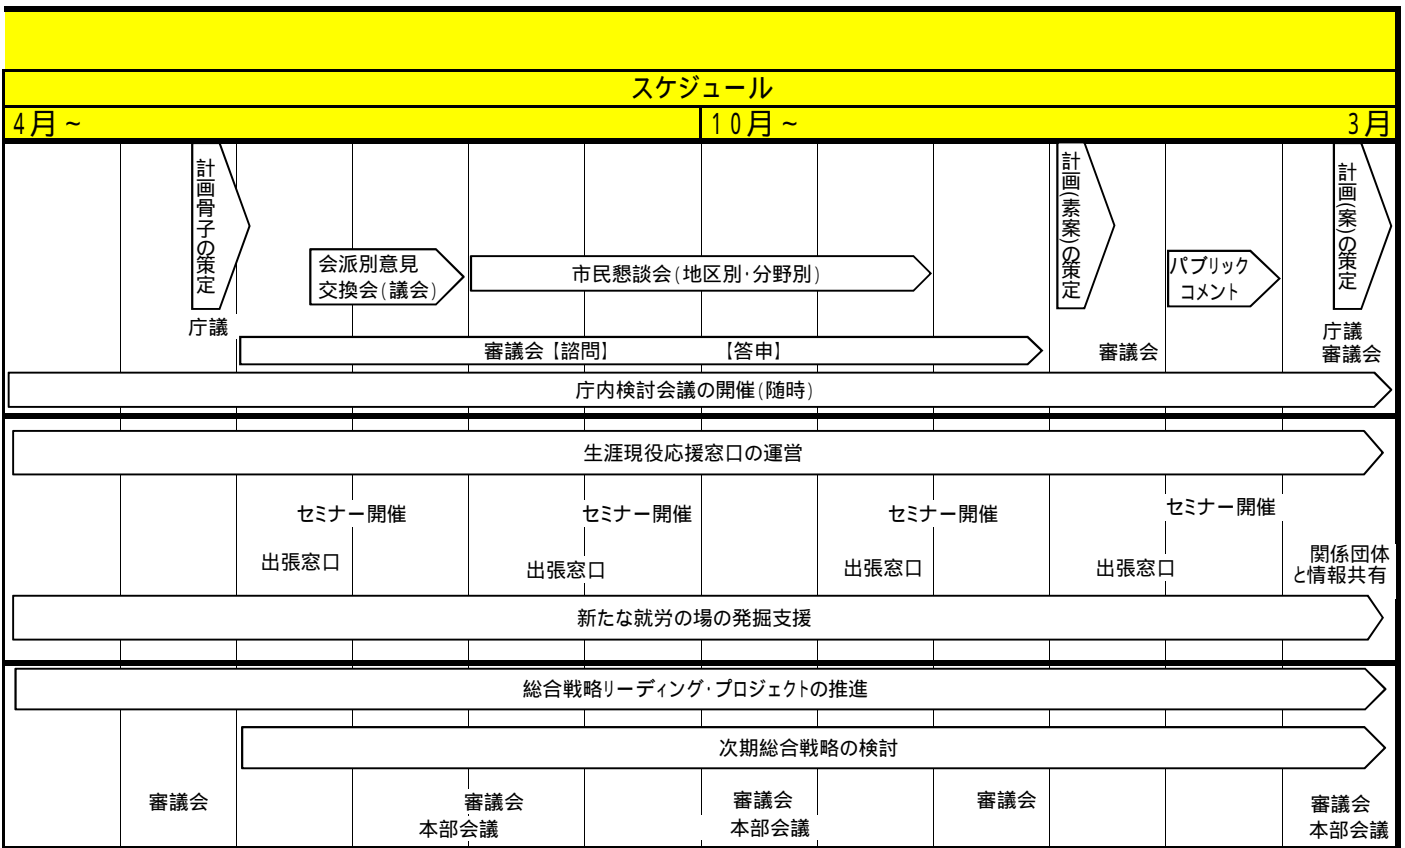 スケジュール
4月~
10月~
3月
計画骨子の策定
計画(素案)の策定
計画(案)の策定
会派別意見
交換会(議会)
市民懇談会(地区別・分野別)
パブリック
コメント
庁議
庁議
審議会【諮問】 【答申】
審議会
審議会
庁内検討会議の開催(随時)
生涯現役応援窓口の運営
セミナー開催
セミナー開催
セミナー開催
セミナー開催
出張窓口
出張窓口
出張窓口
出張窓口
関係団体
と情報共有
新たな就労の場の発掘支援
総合戦略リーディング・プロジェクトの推進
次期総合戦略の検討
審議会
審議会
本部会議
審議会
本部会議
審議会
審議会
本部会議